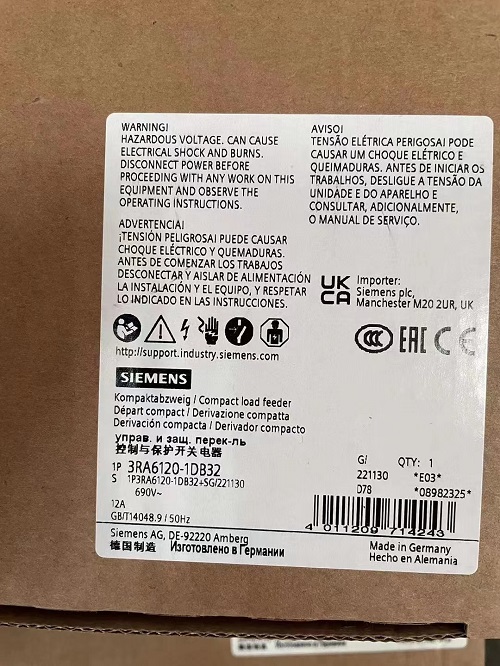 WARNING!
HAZARDOUS VOLTAGE. CAN CAUSE
ELECTRICAL SHOCK AND BURNS.
DISCONNECT POWER BEFORE
PROCEEDING WITH ANY WORK ON THIS
EQUIPMENT AND OBSERVE THE
OPERATING INSTRUCTIONS.
AVISO!
TENSÃO ELÉTRICA PERIGOSA! PODE
CAUSAR UM CHOQUE ELÉTRICO E
QUEIMADURAS. ANTES DE INICIAR OS
TRABALHOS, DESLIGUE A TENSÃO DA
UNIDADE E DO APARELHO E
CONSULTAR, ADICIONALMENTE,
O MANUAL DE SERVIÇO.
ADVERTENCIA!
¡TENSIÓN PELIGROSA! PUEDE CAUSAR
CHOQUE ELÉCTRICO Y QUEMADURAS.
ANTES DE COMENZAR LOS TRABAJOS
DESCONECTAR Y AISLAR DE ALIMENTACIÓN
LA INSTALACIÓN Y EL EQUIPO, Y RESPETAR
LO INDICADO EN LAS INSTRUCCIONES.
UK
CA
Importer:
Siemens plc,
Manchester M20 2UR, UK
CCC EAC CE
http://support.industry.siemens.com
SIEMENS
Kompaktabzweig / Compact load feeder
Départ compact / Derivazione compatta
Derivación compacta / Derivador compacto
управ. и защ. перек-ль
控制与保护开关电器
1P 3RA6120-1DB32
S 1P3RA6120-1DB32+SG/221130
690V~
12A
GB/T14048.9 / 50Hz
G/ QTY: 1
221130 *E03*
D78 *08982325*
4 011209 714243
Siemens AG, DE-92220 Amberg
德国制造 Изготовлено в Германии
Made in Germany
Hecho en Alemania